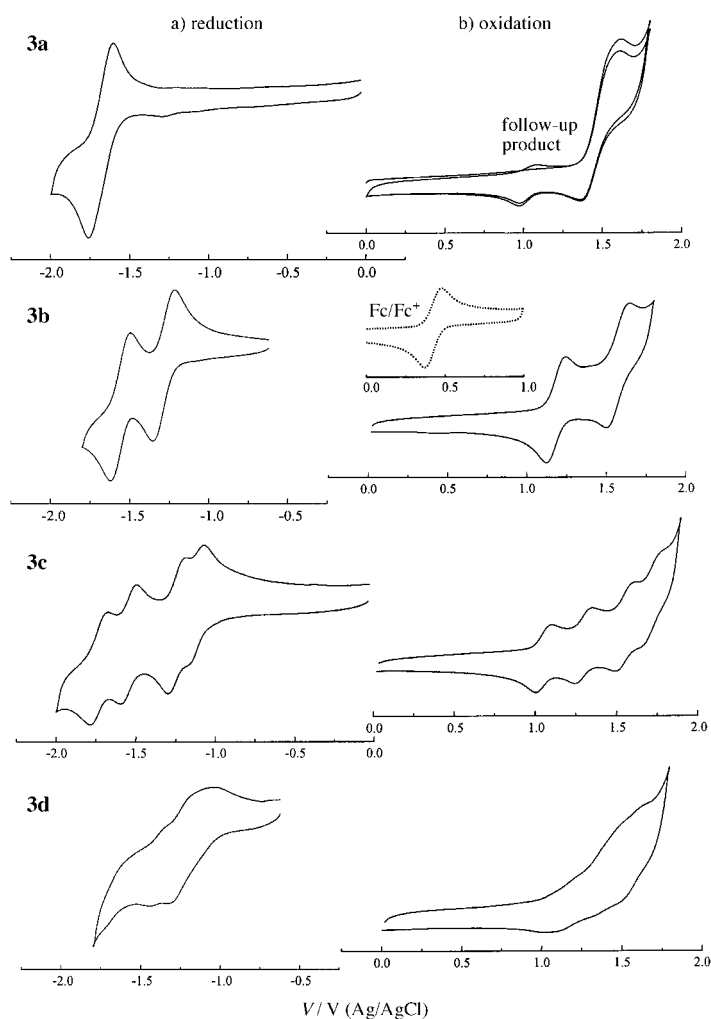 a) reduction
b) oxidation
3a
follow-up
product
-2.0 -1.5 -1.0 -0.5 0.0
0.0 0.5 1.0 1.5 2.0
3b
Fc/Fc⁺
0.0 0.5 1.0
-2.0 -1.5 -1.0 -0.5
0.0 0.5 1.0 1.5 2.0
3c
-2.0 -1.5 -1.0 -0.5 0.0
0.0 0.5 1.0 1.5 2.0
3d
-2.0 -1.5 -1.0 -0.5
0.0 0.5 1.0 1.5 2.0
V / V (Ag/AgCl)